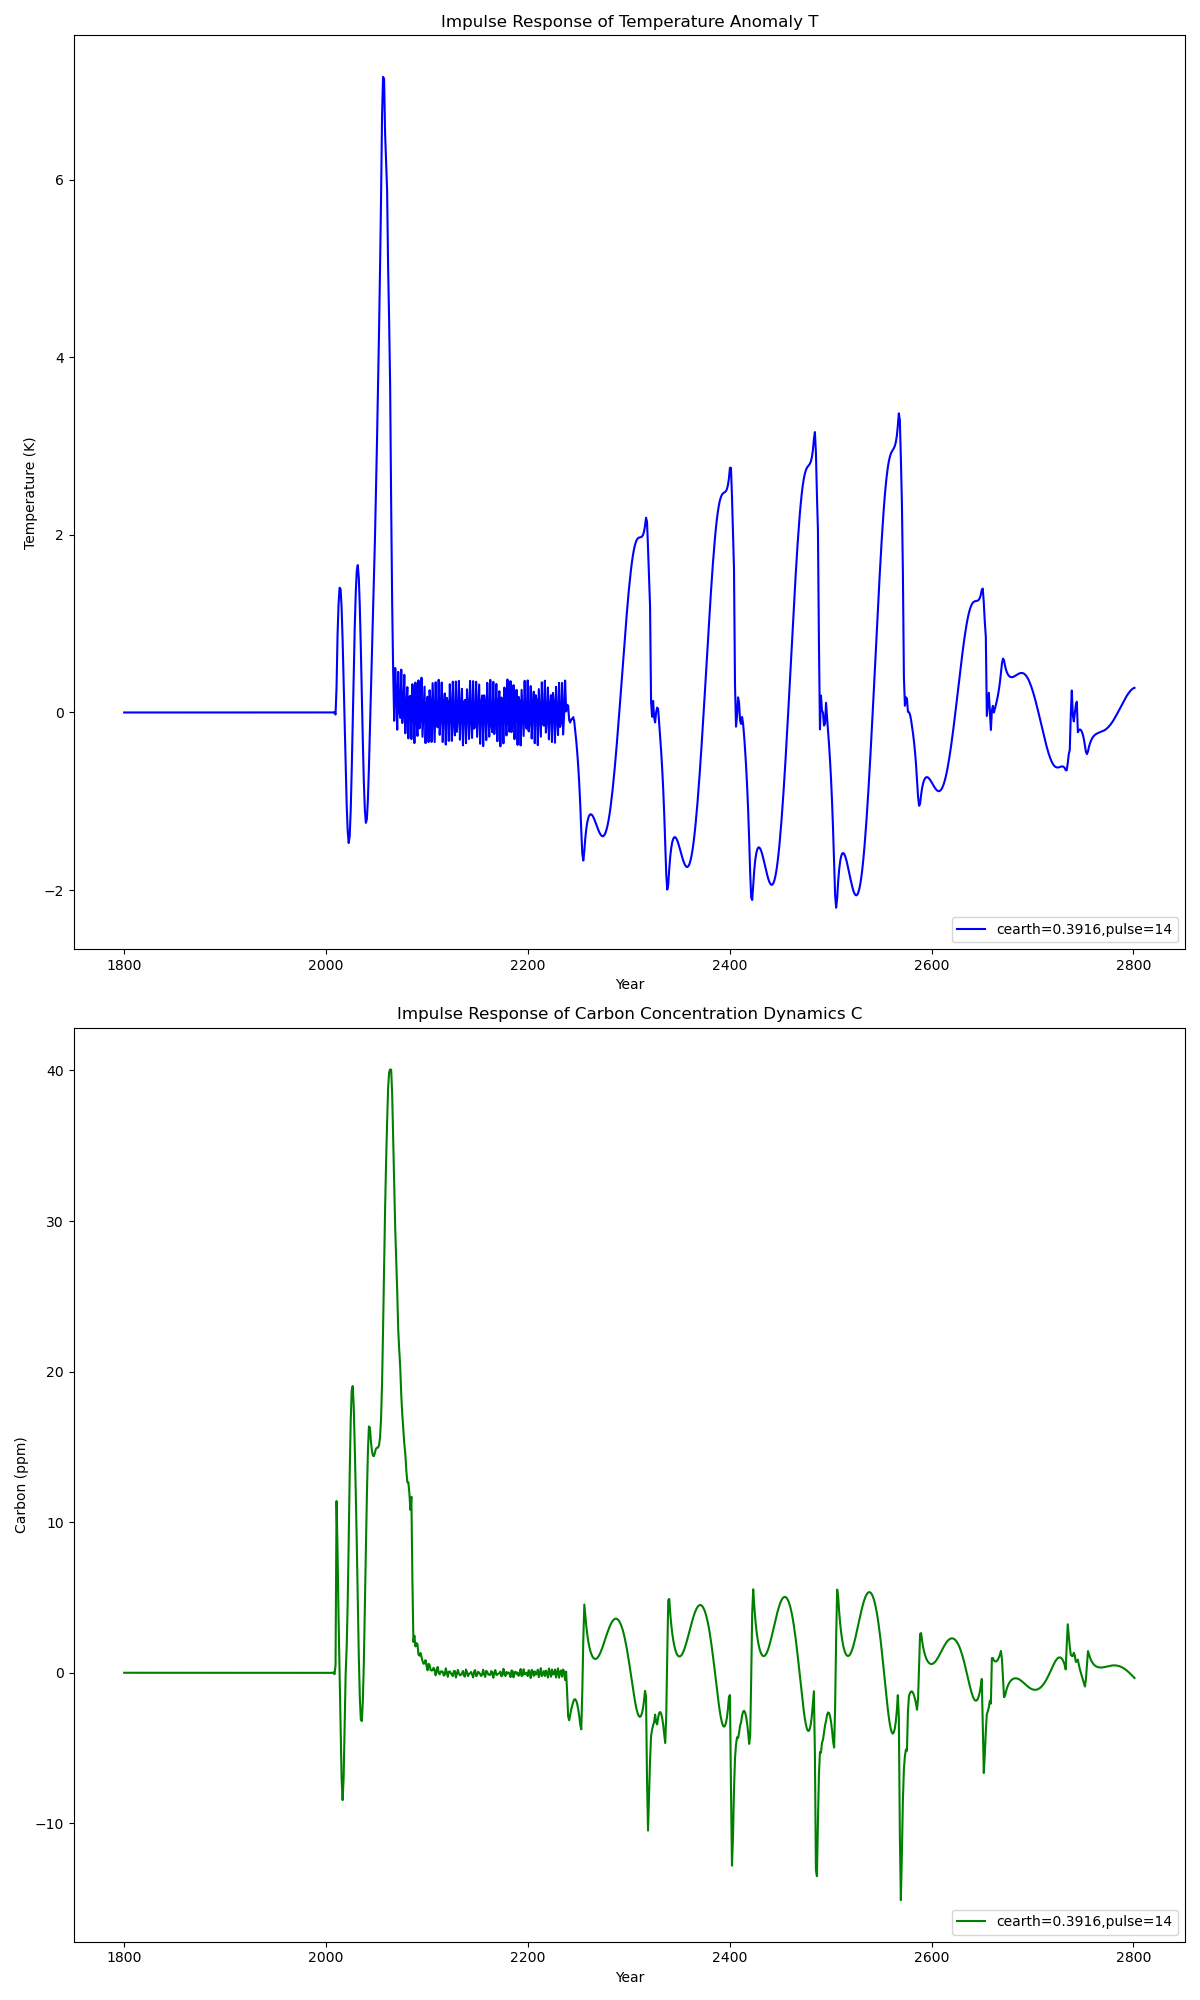 Impulse Response of Temperature Anomaly T
6
4
2
0
−2
Temperature (K)
cearth=0.3916,pulse=14
1800 2000 2200 2400 2600 2800
Year
Impulse Response of Carbon Concentration Dynamics C
40
30
20
10
0
−10
Carbon (ppm)
cearth=0.3916,pulse=14
1800 2000 2200 2400 2600 2800
Year